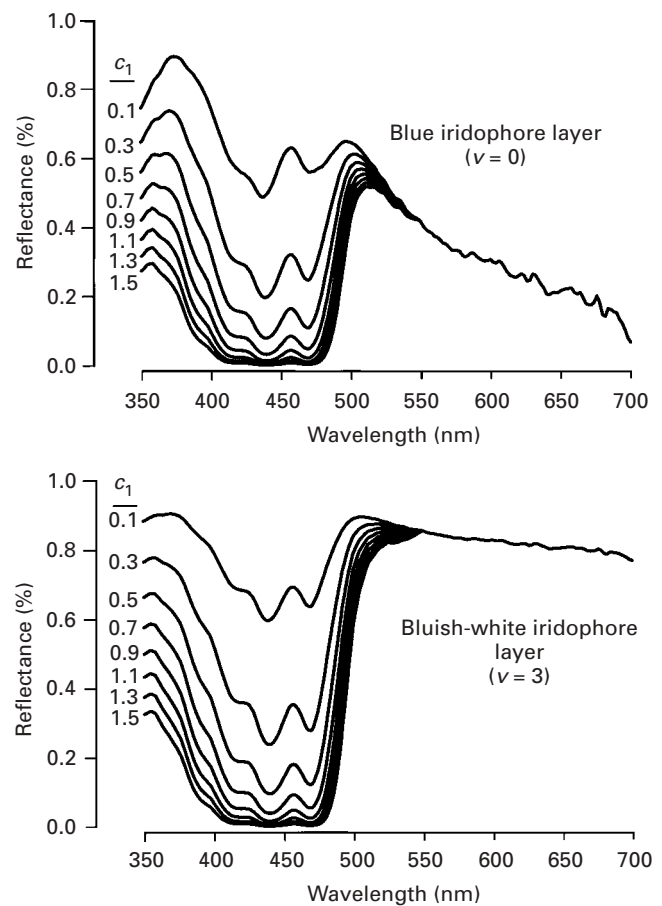 1.0
0.8
0.6
0.4
0.2
0.0
Reflectance (%)
c1
0.1
0.3
0.5
0.7
0.9
1.1
1.3
1.5
Blue iridophore layer
(v = 0)
350 400 450 500 550 600 650 700
Wavelength (nm)
1.0
0.8
0.6
0.4
0.2
0.0
Reflectance (%)
c1
0.1
0.3
0.5
0.7
0.9
1.1
1.3
1.5
Bluish-white iridophore
layer
(v = 3)
350 400 450 500 550 600 650 700
Wavelength (nm)